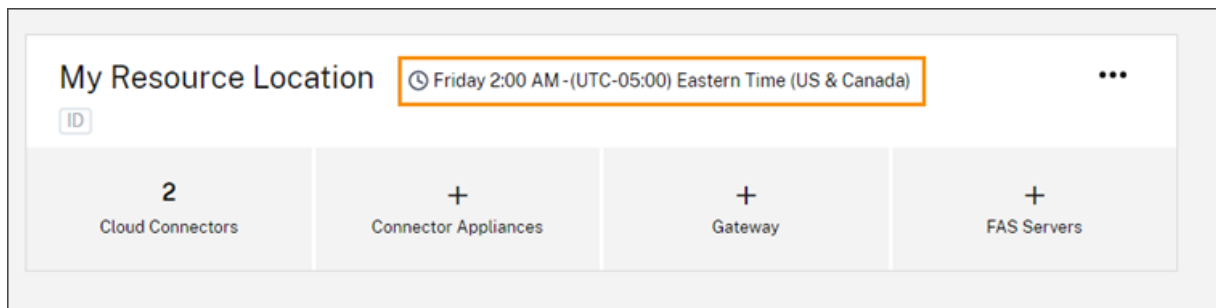 My Resource Location
Friday 2:00 AM - (UTC-05:00) Eastern Time (US & Canada)
•••
ID
2
Cloud Connectors
+
Connector Appliances
+
Gateway
+
FAS Servers